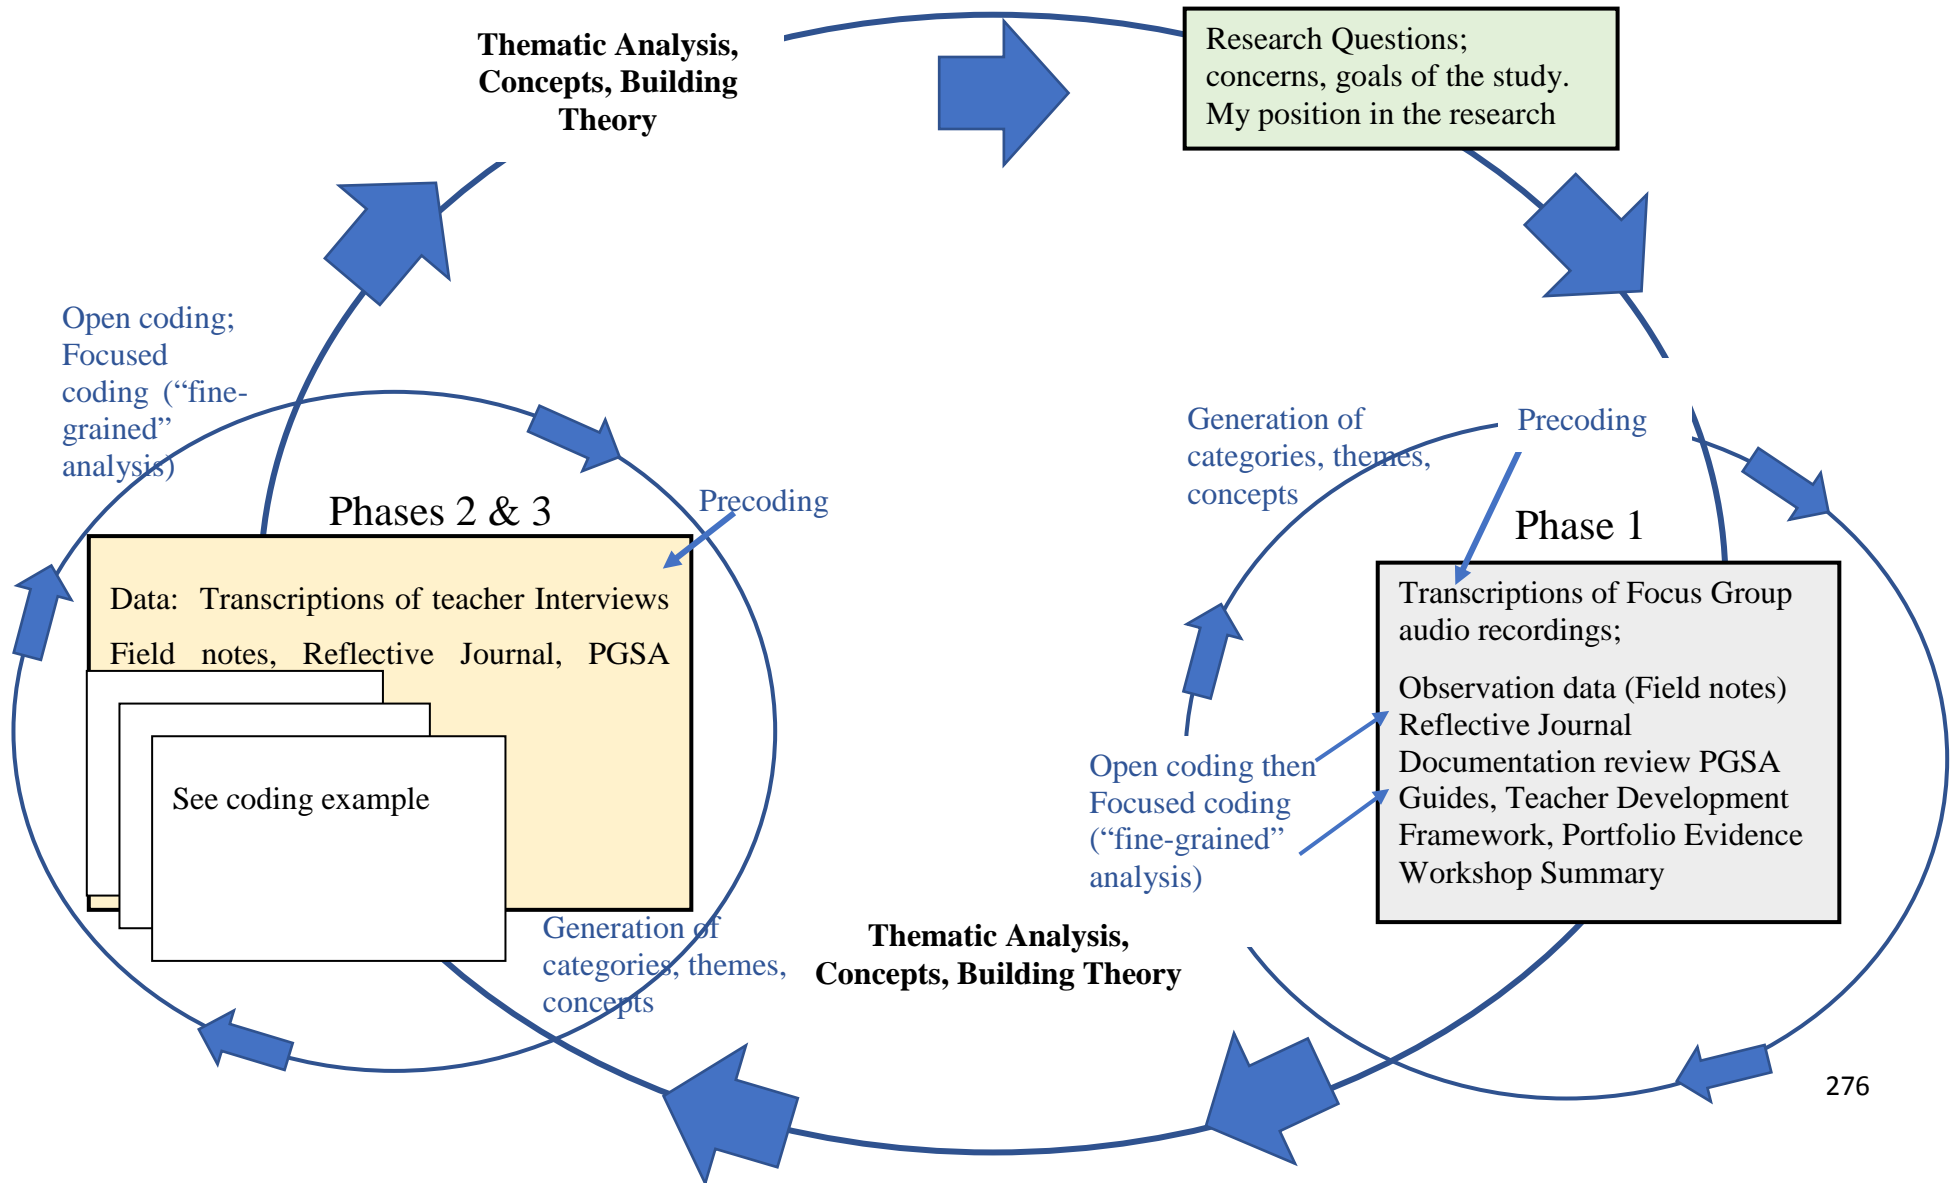 Thematic Analysis,
Concepts, Building
Theory
Research Questions;
concerns, goals of the study.
My position in the research
Open coding;
Focused
coding (“fine-
grained”
analysis)
Generation of
categories, themes,
concepts
Precoding
Phases 2 & 3
Precoding
Phase 1
Data: Transcriptions of teacher Interviews
Field notes, Reflective Journal, PGSA
See coding example
Transcriptions of Focus Group
audio recordings;
Observation data (Field notes)
Reflective Journal
Documentation review PGSA
Guides, Teacher Development
Framework, Portfolio Evidence
Workshop Summary
Open coding then
Focused coding
(“fine-grained”
analysis)
Generation of
categories, themes,
concepts
Thematic Analysis,
Concepts, Building Theory
276